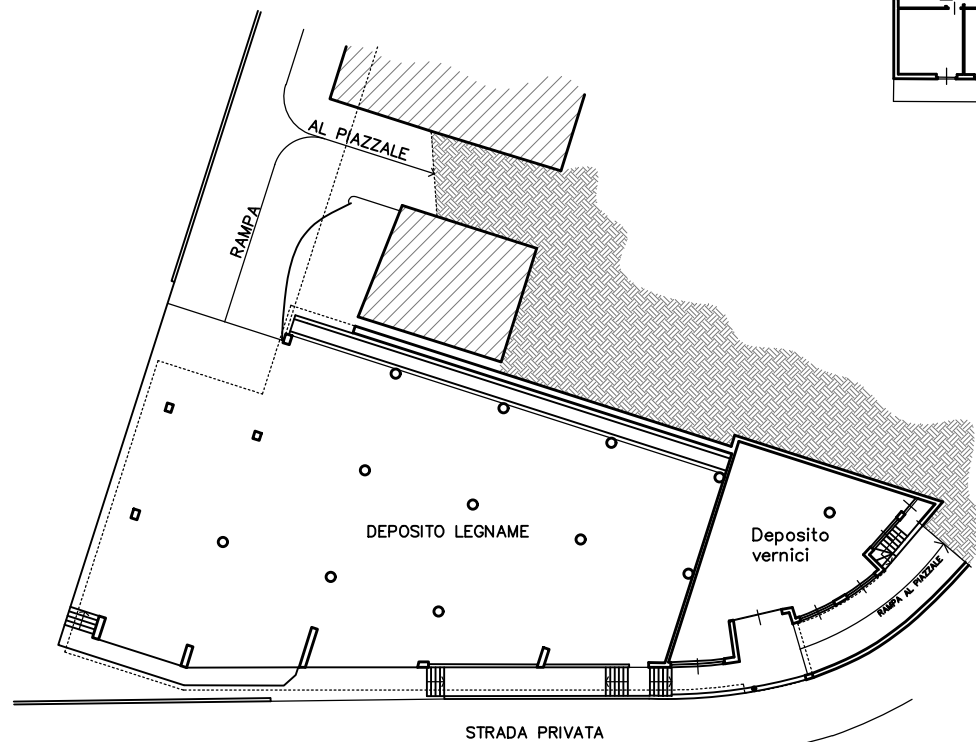 AL PIAZZALE
RAMPA
DEPOSITO LEGNAME
Deposito
vernici
RAMPA AL PIAZZALE
STRADA PRIVATA